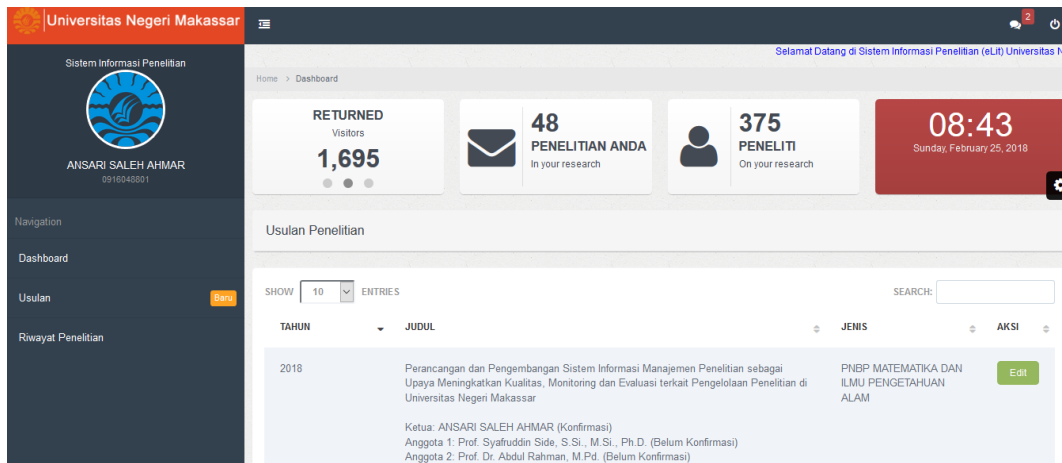 Universitas Negeri Makassar
2
Selamat Datang di Sistem Informasi Penelitian (eLit) Universitas N
Sistem Informasi Penelitian
ANSARI SALEH AHMAR
0916048801
Navigation
Dashboard
Usulan
Baru
Riwayat Penelitian
Home > Dashboard
RETURNED
Visitors
1,695
48
PENELITIAN ANDA
In your research
375
PENELITI
On your research
08:43
Sunday, February 25, 2018
Usulan Penelitian
SHOW 10 ENTRIES
SEARCH:
TAHUN JUDUL JENIS AKSI
2018
Perancangan dan Pengembangan Sistem Informasi Manajemen Penelitian sebagai
Upaya Meningkatkan Kualitas, Monitoring dan Evaluasi terkait Pengelolaan Penelitian di
Universitas Negeri Makassar
Ketua: ANSARI SALEH AHMAR (Konfirmasi)
Anggota 1: Prof. Syafruddin Side, S.Si., M.Si., Ph.D. (Belum Konfirmasi)
Anggota 2: Prof. Dr. Abdul Rahman, M.Pd. (Belum Konfirmasi)
PNBP MATEMATIKA DAN
ILMU PENGETAHUAN
ALAM
Edit